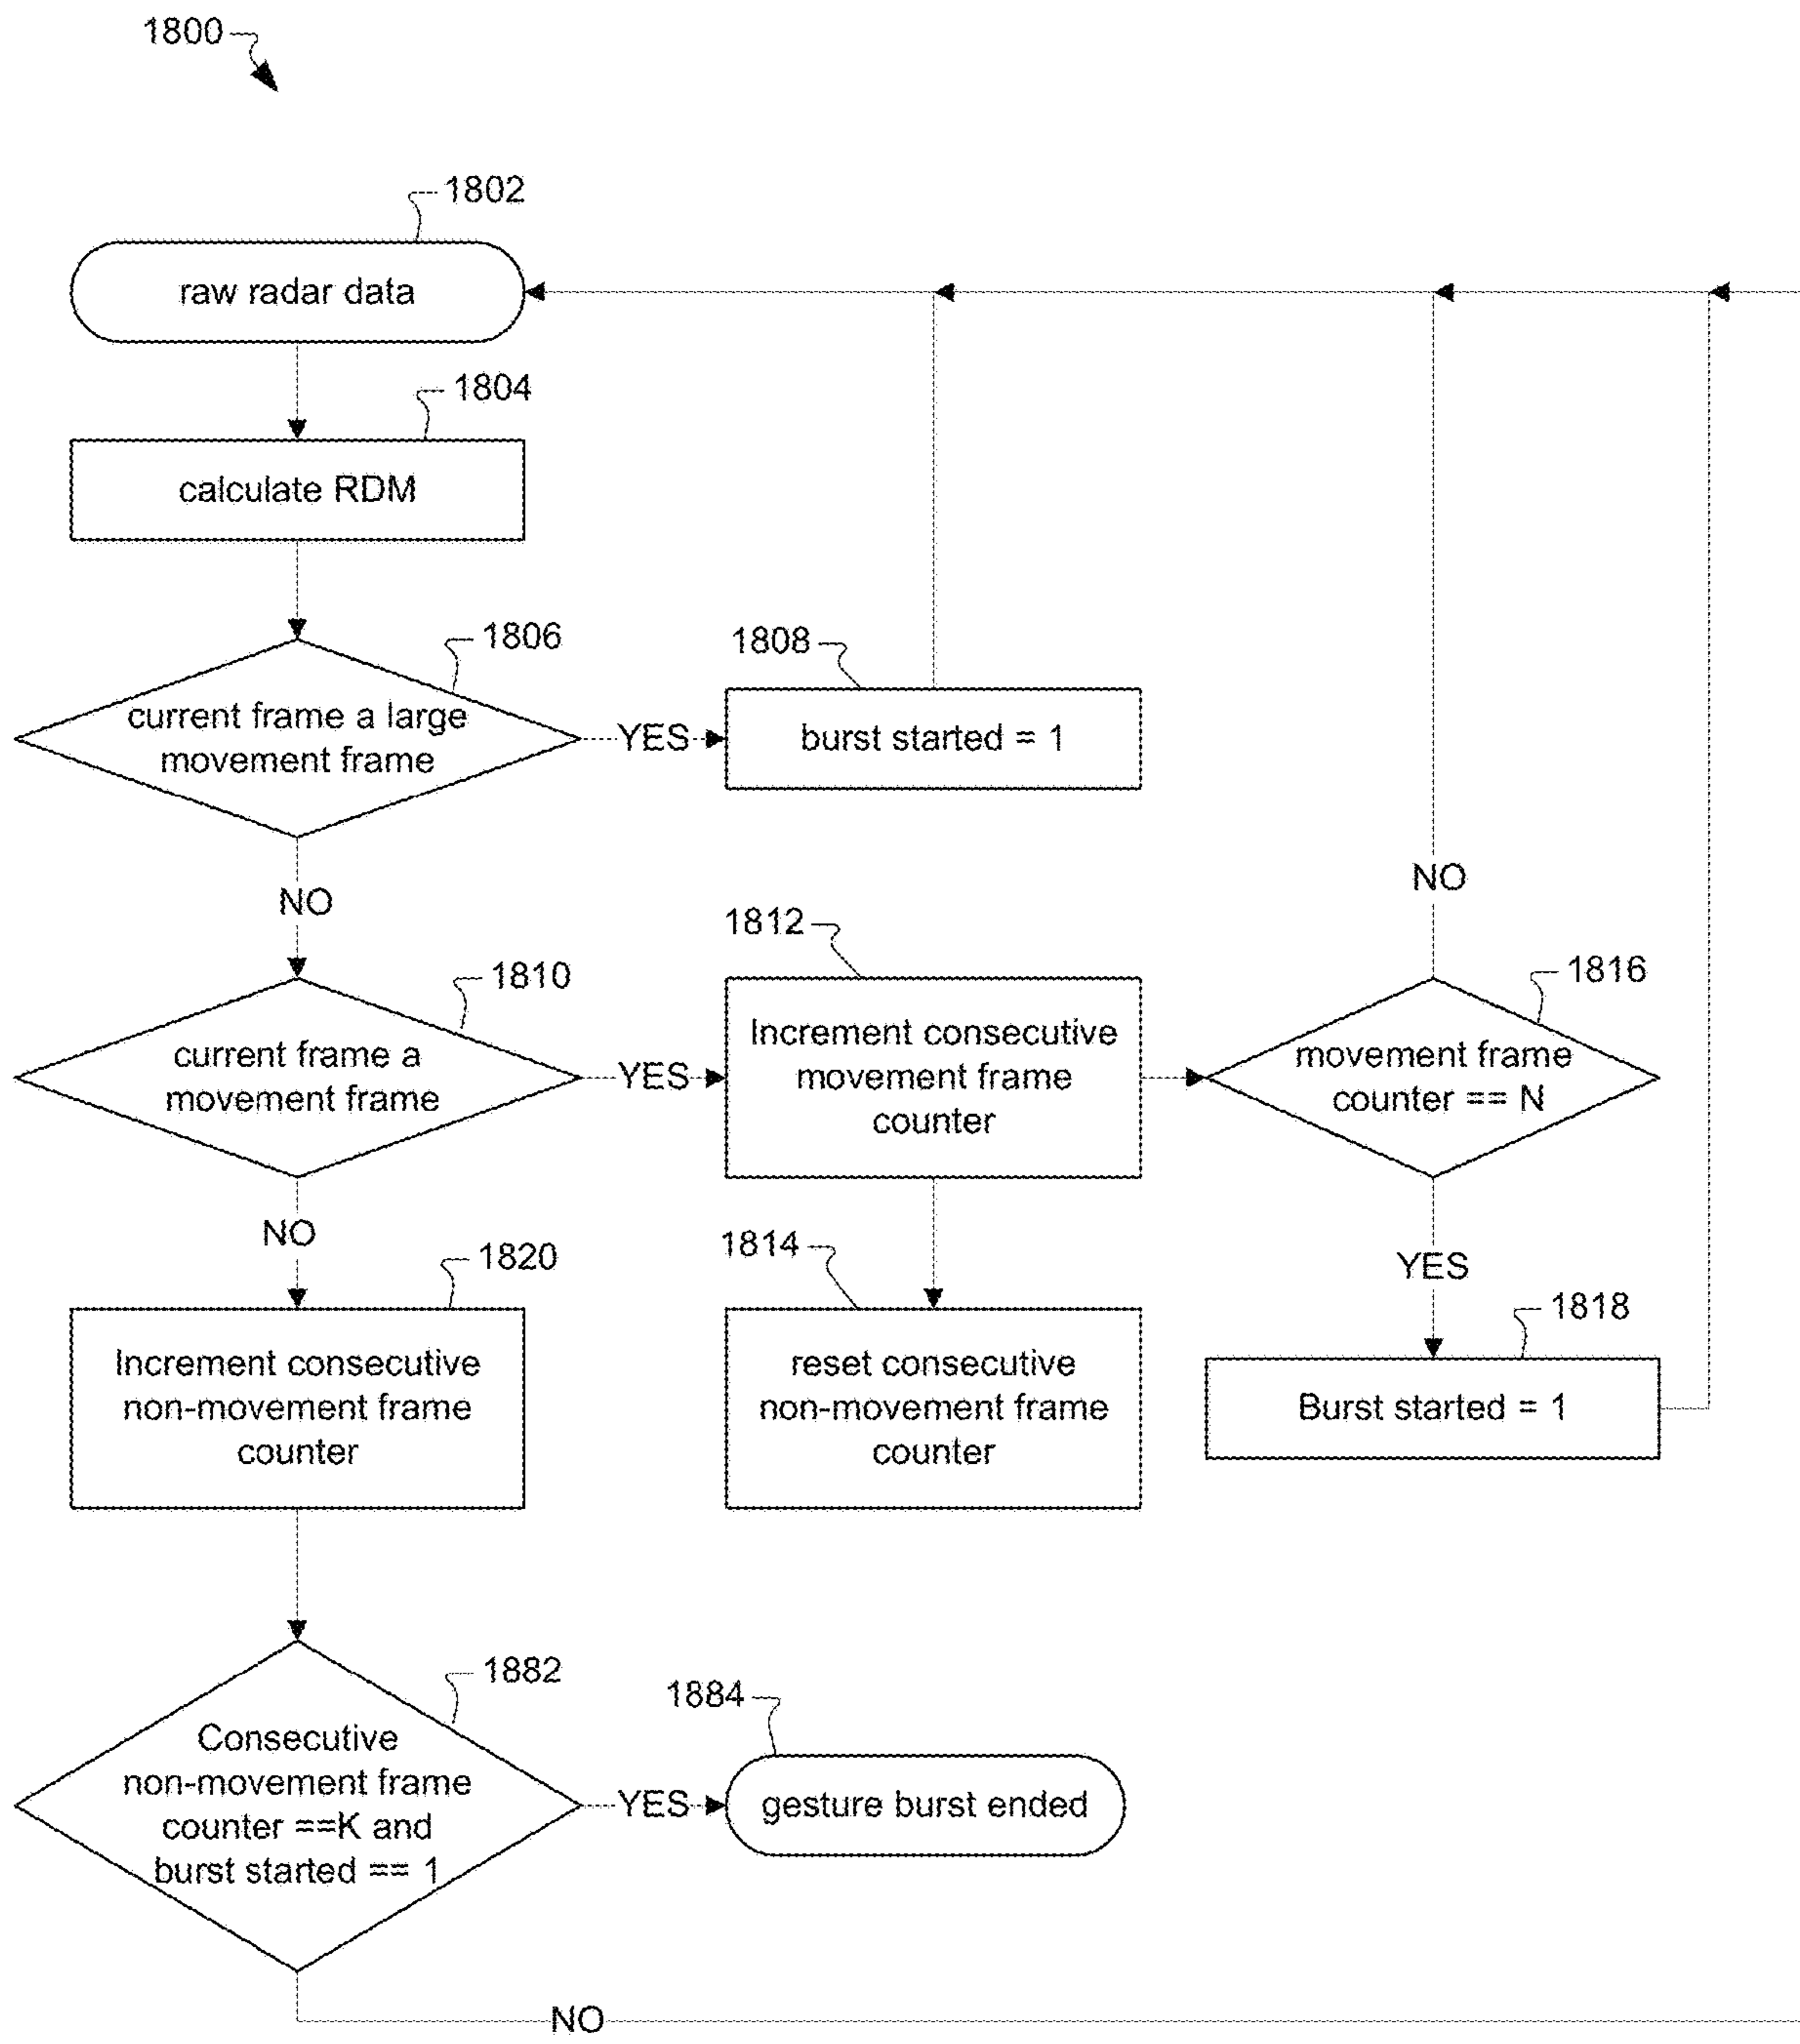 1800
1802
raw radar data
1804
calculate RDM
1806
current frame a large
movement frame
YES
1808
burst started = 1
NO
1810
current frame a
movement frame
YES
1812
Increment consecutive
movement frame
counter
1816
movement frame
counter == N
NO
YES
1818
Burst started = 1
1814
reset consecutive
non-movement frame
counter
NO
1820
Increment consecutive
non-movement frame
counter
1882
Consecutive
non-movement frame
counter ==K and
burst started == 1
YES
1884
gesture burst ended
NO